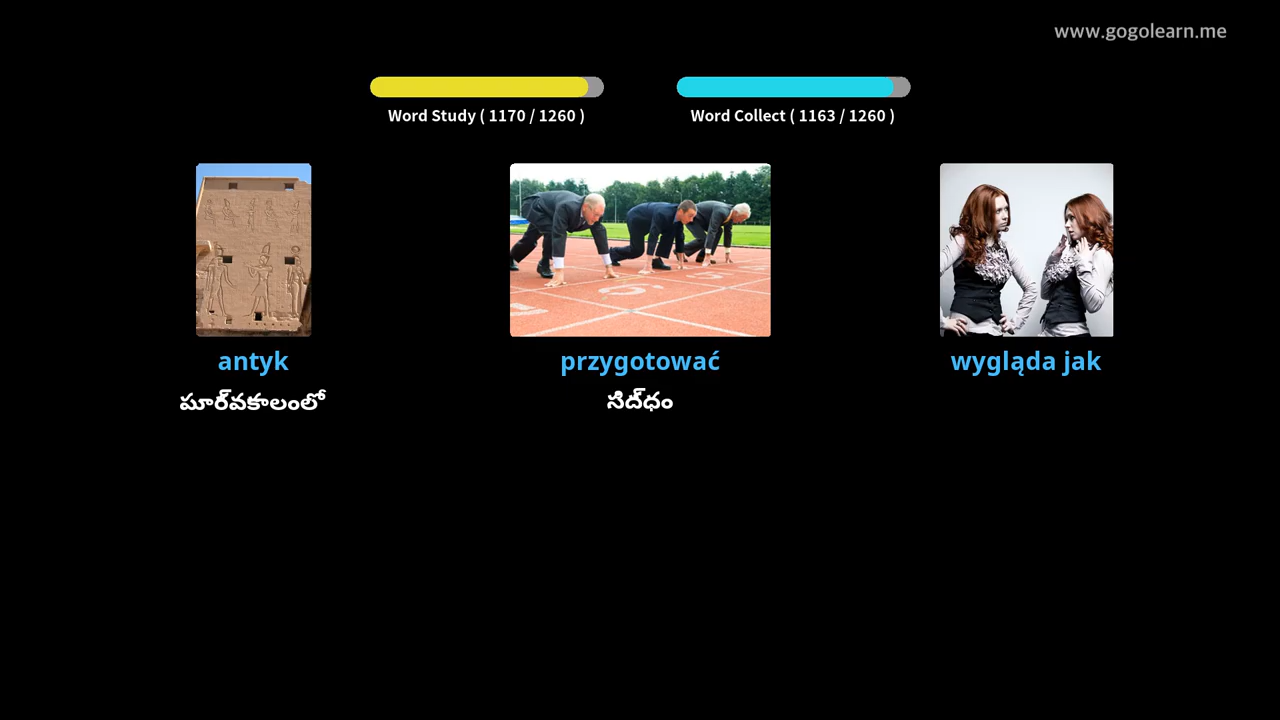 www.gogolearn.me
Word Study ( 1170 / 1260 )
Word Collect ( 1163 / 1260 )
antyk
przygotować
wygląda jak
పూర్వకాలంలో
సిద్ధం